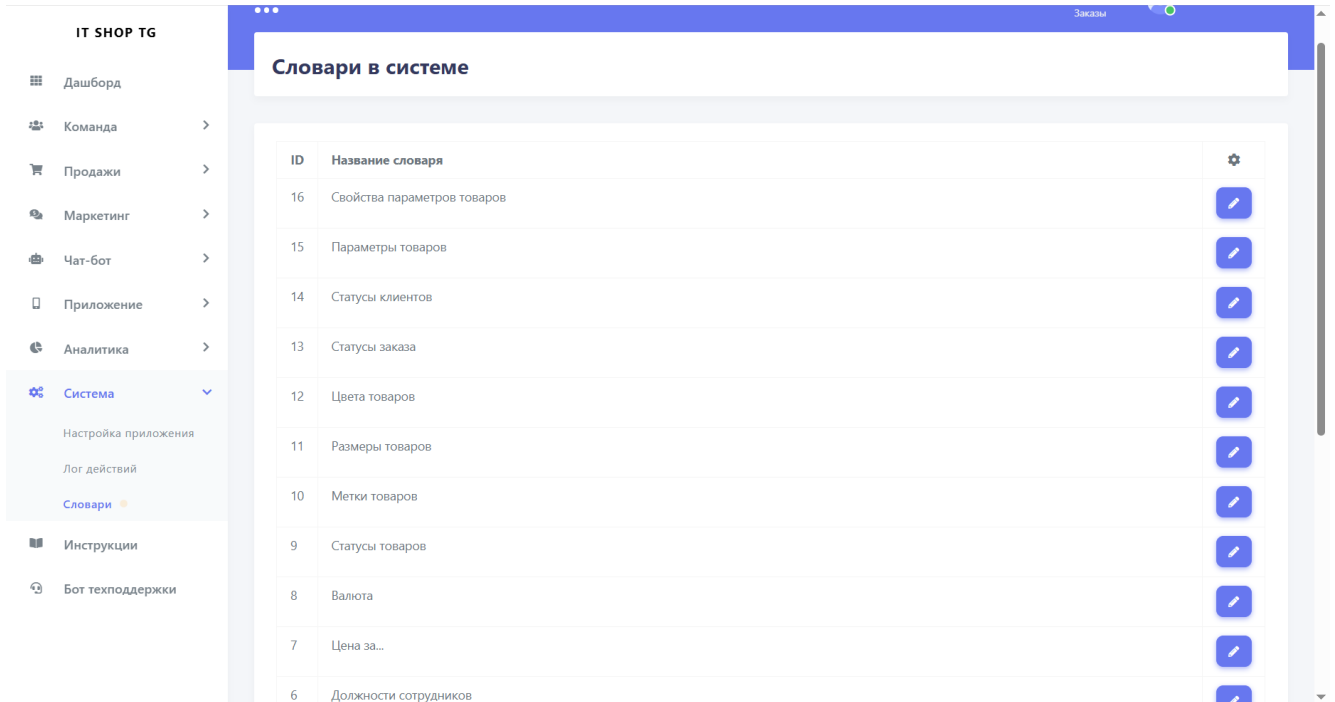 IT SHOP TG
Дашборд
Команда
Продажи
Маркетинг
Чат-бот
Приложение
Аналитика
Система
Настройка приложения
Лог действий
Словари
Инструкции
Бот техподдержки
Заказы
Словари в системе
ID Название словаря
16 Свойства параметров товаров
15 Параметры товаров
14 Статусы клиентов
13 Статусы заказа
12 Цвета товаров
11 Размеры товаров
10 Метки товаров
9 Статусы товаров
8 Валюта
7 Цена за...
6 Должности сотрудников